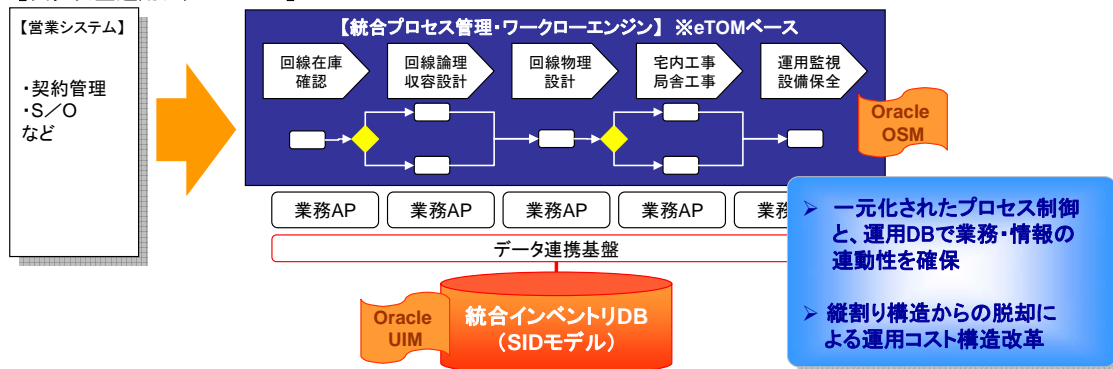 【営業システム】
・契約管理
・S／O
など
【統合プロセス管理・ワークローエンジン】 ※eTOMベース
回線在庫
確認
回線論理
収容設計
回線物理
設計
宅内工事
局舎工事
運用監視
設備保全
Oracle
OSM
業務AP
業務AP
業務AP
業務AP
業務
データ連携基盤
Oracle
UIM
統合インベントリDB
（SIDモデル）
➢ 一元化されたプロセス制御
と、運用DBで業務・情報の
連動性を確保
➢ 縦割り構造からの脱却に
よる運用コスト構造改革